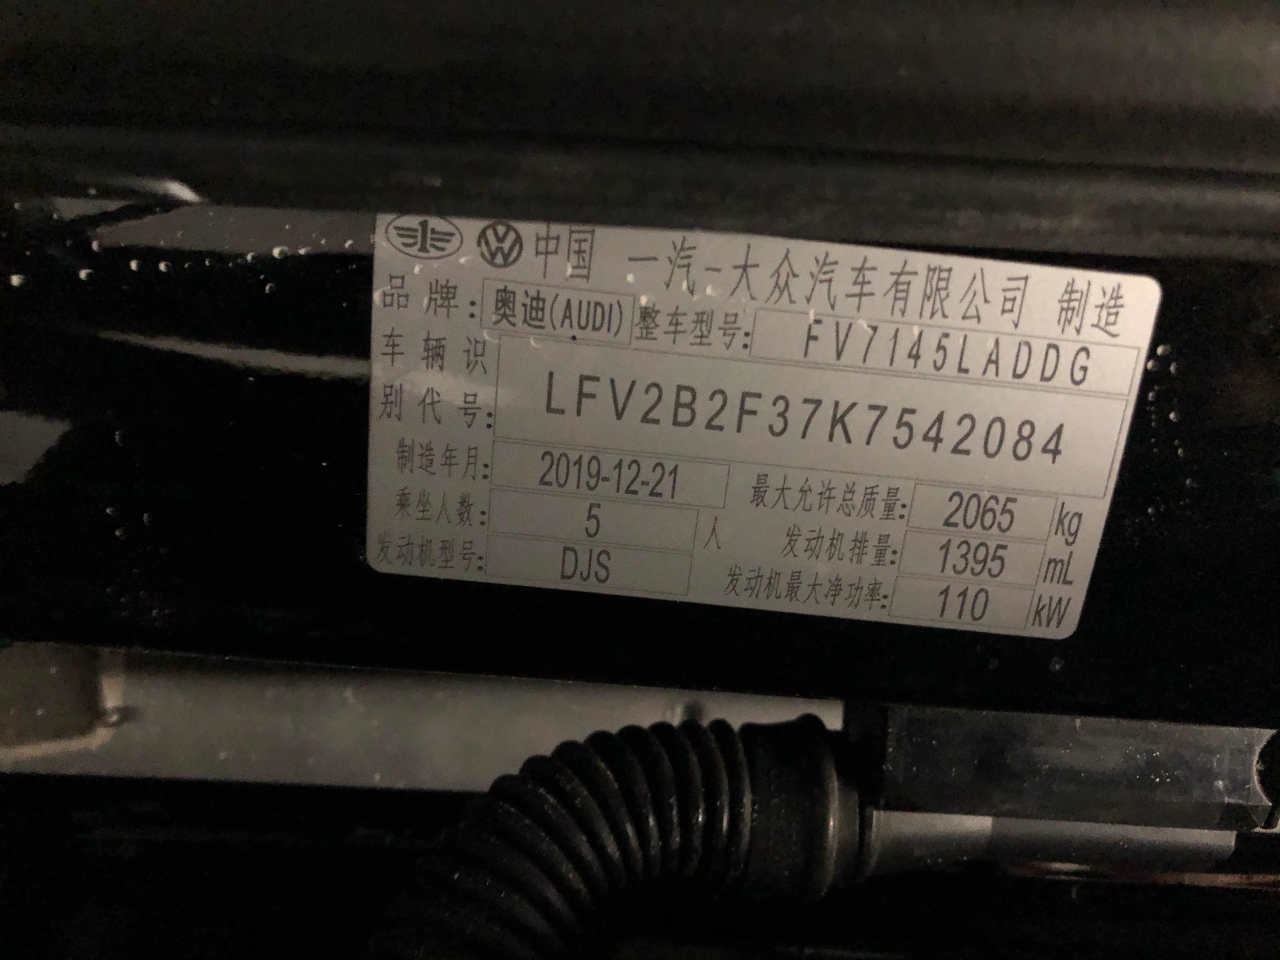 中国 一汽-大众汽车有限公司 制造
品牌: 奥迪(AUDI) 整车型号: FV7145LADDG
车辆识别代号: LFV2B2F37K7542084
制造年月: 2019-12-21 最大允许总质量: 2065 kg
乘坐人数: 5 人 发动机排量: 1395 mL
发动机型号: DJS 发动机最大净功率: 110 kW